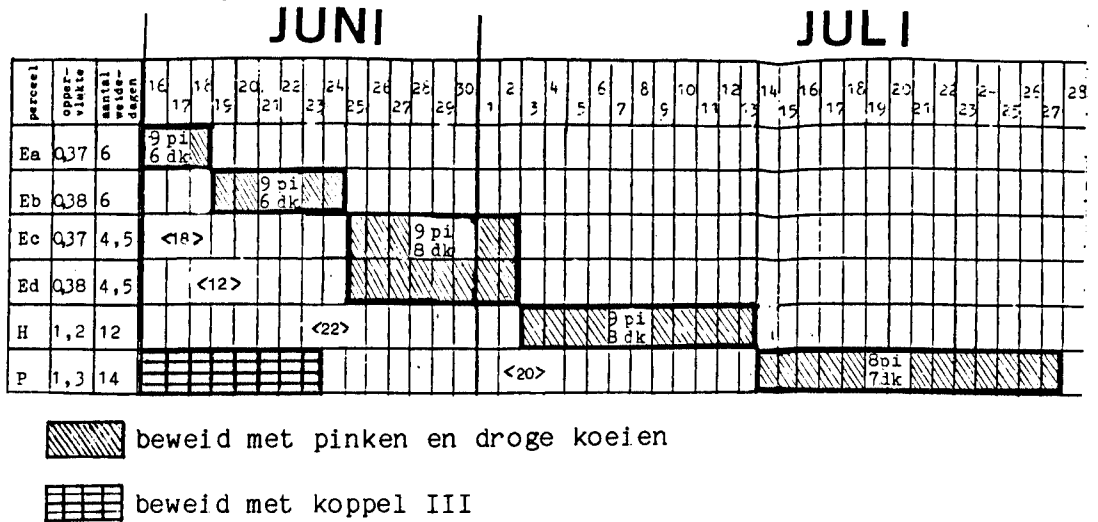 JUNI JULI
perceel opper- vlakte aantal weide- dagen
16 18 20 22 24 26 28 30 2 4 6 8 10 12 14 16 18 20 22 24 26 28
17 19 21 23 25 27 29 1 3 5 7 9 11 13 15 17 19 21 23 25 27
Ea 0,37 6 9 pi
6 dk
Eb 0,38 6 9 pi
6 dk
Ec 0,37 4,5 <18> 9 pi
8 dk
Ed 0,38 4,5 <12>
H 1,2 12 <22> 9 pi
8 dk
P 1,3 14 <20> 8pi
7dk
beweid met pinken en droge koeien
beweid met koppel III